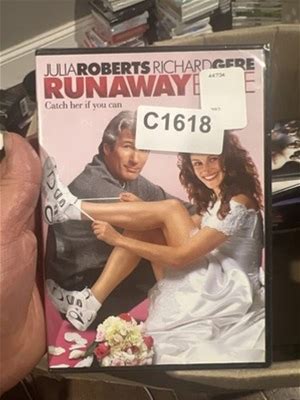 JULIA ROBERTS RICHARD GERE
RUNAWAY
Catch her if you can
C1618